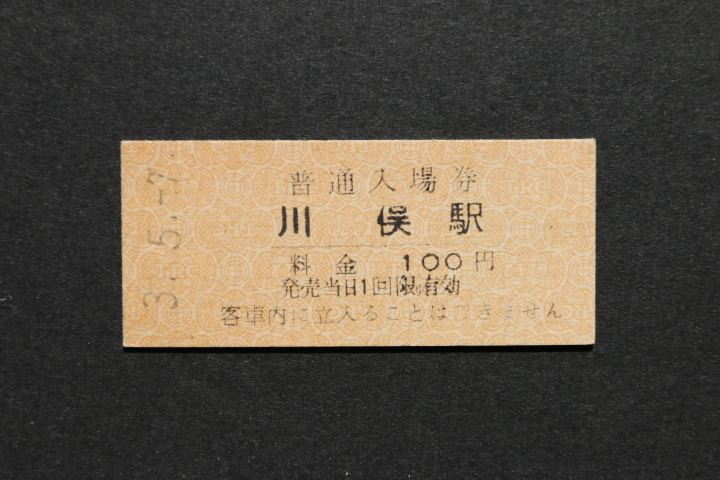 普通入場券
川俣駅
料金 100円
発売当日1回限り有効
客車内に立入ることはできません
3.-5.-7.